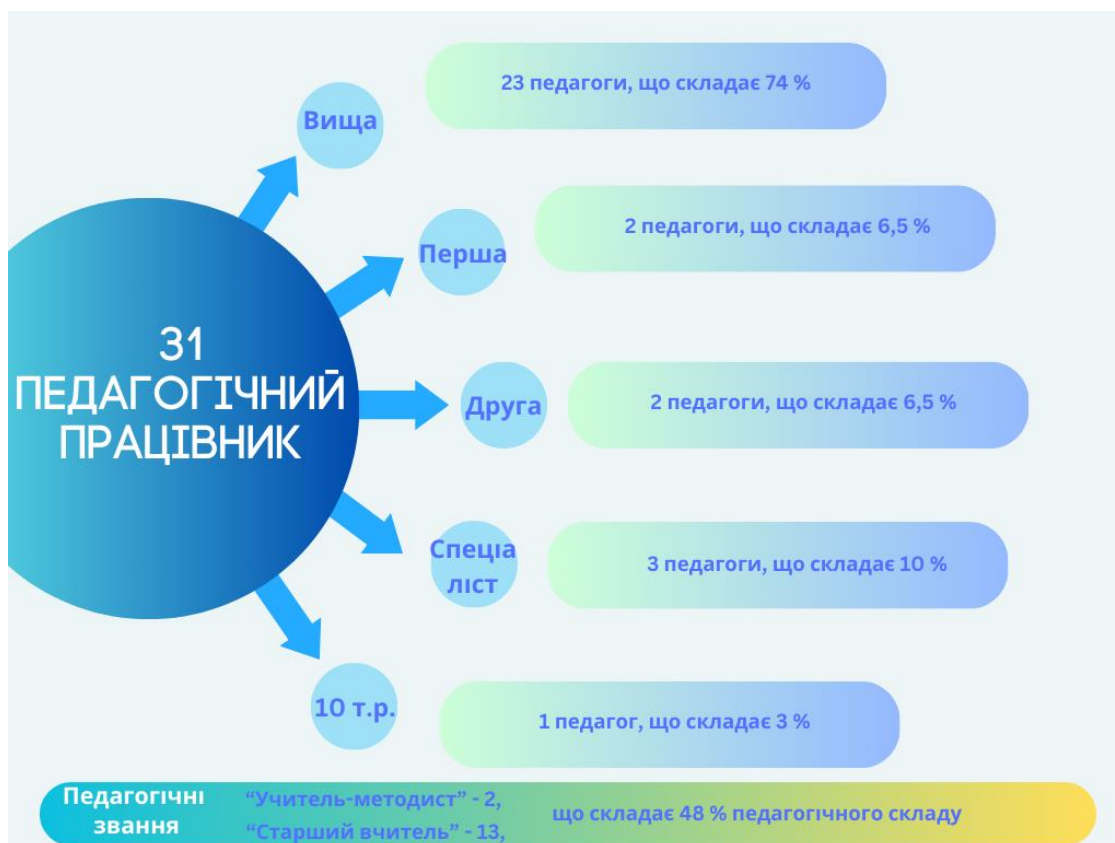 Вища
23 педагоги, що складає 74 %
Перша
2 педагоги, що складає 6,5 %
31
ПЕДАГОГІЧНИЙ
ПРАЦІВНИК
Друга
2 педагоги, що складає 6,5 %
Спеціа
ліст
3 педагоги, що складає 10 %
10 т.р.
1 педагог, що складає 3 %
Педагогічні
звання
“Учитель-методист” - 2,
“Старший вчитель” - 13,
що складає 48 % педагогічного складу